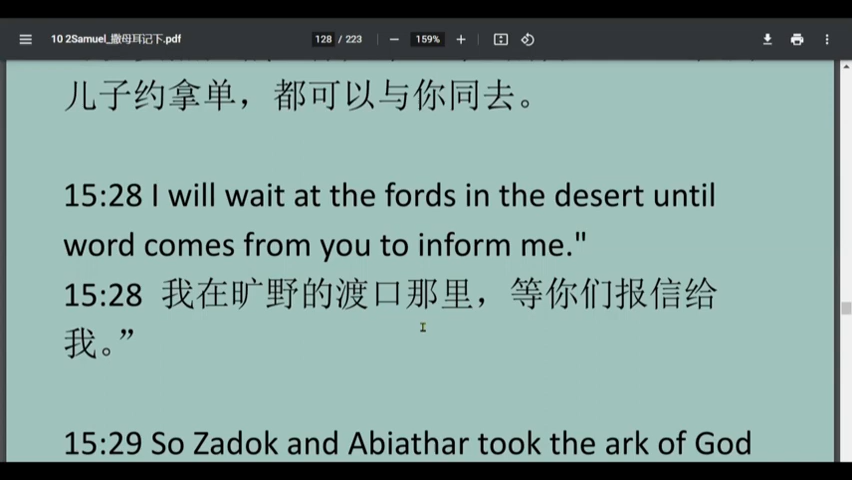 10 2Samuel_撒母耳记下.pdf
128 / 223
159%
儿子约拿单，都可以与你同去。
15:28 I will wait at the fords in the desert until
word comes from you to inform me."
15:28 我在旷野的渡口那里，等你们报信给
我。”
15:29 So Zadok and Abiathar took the ark of God